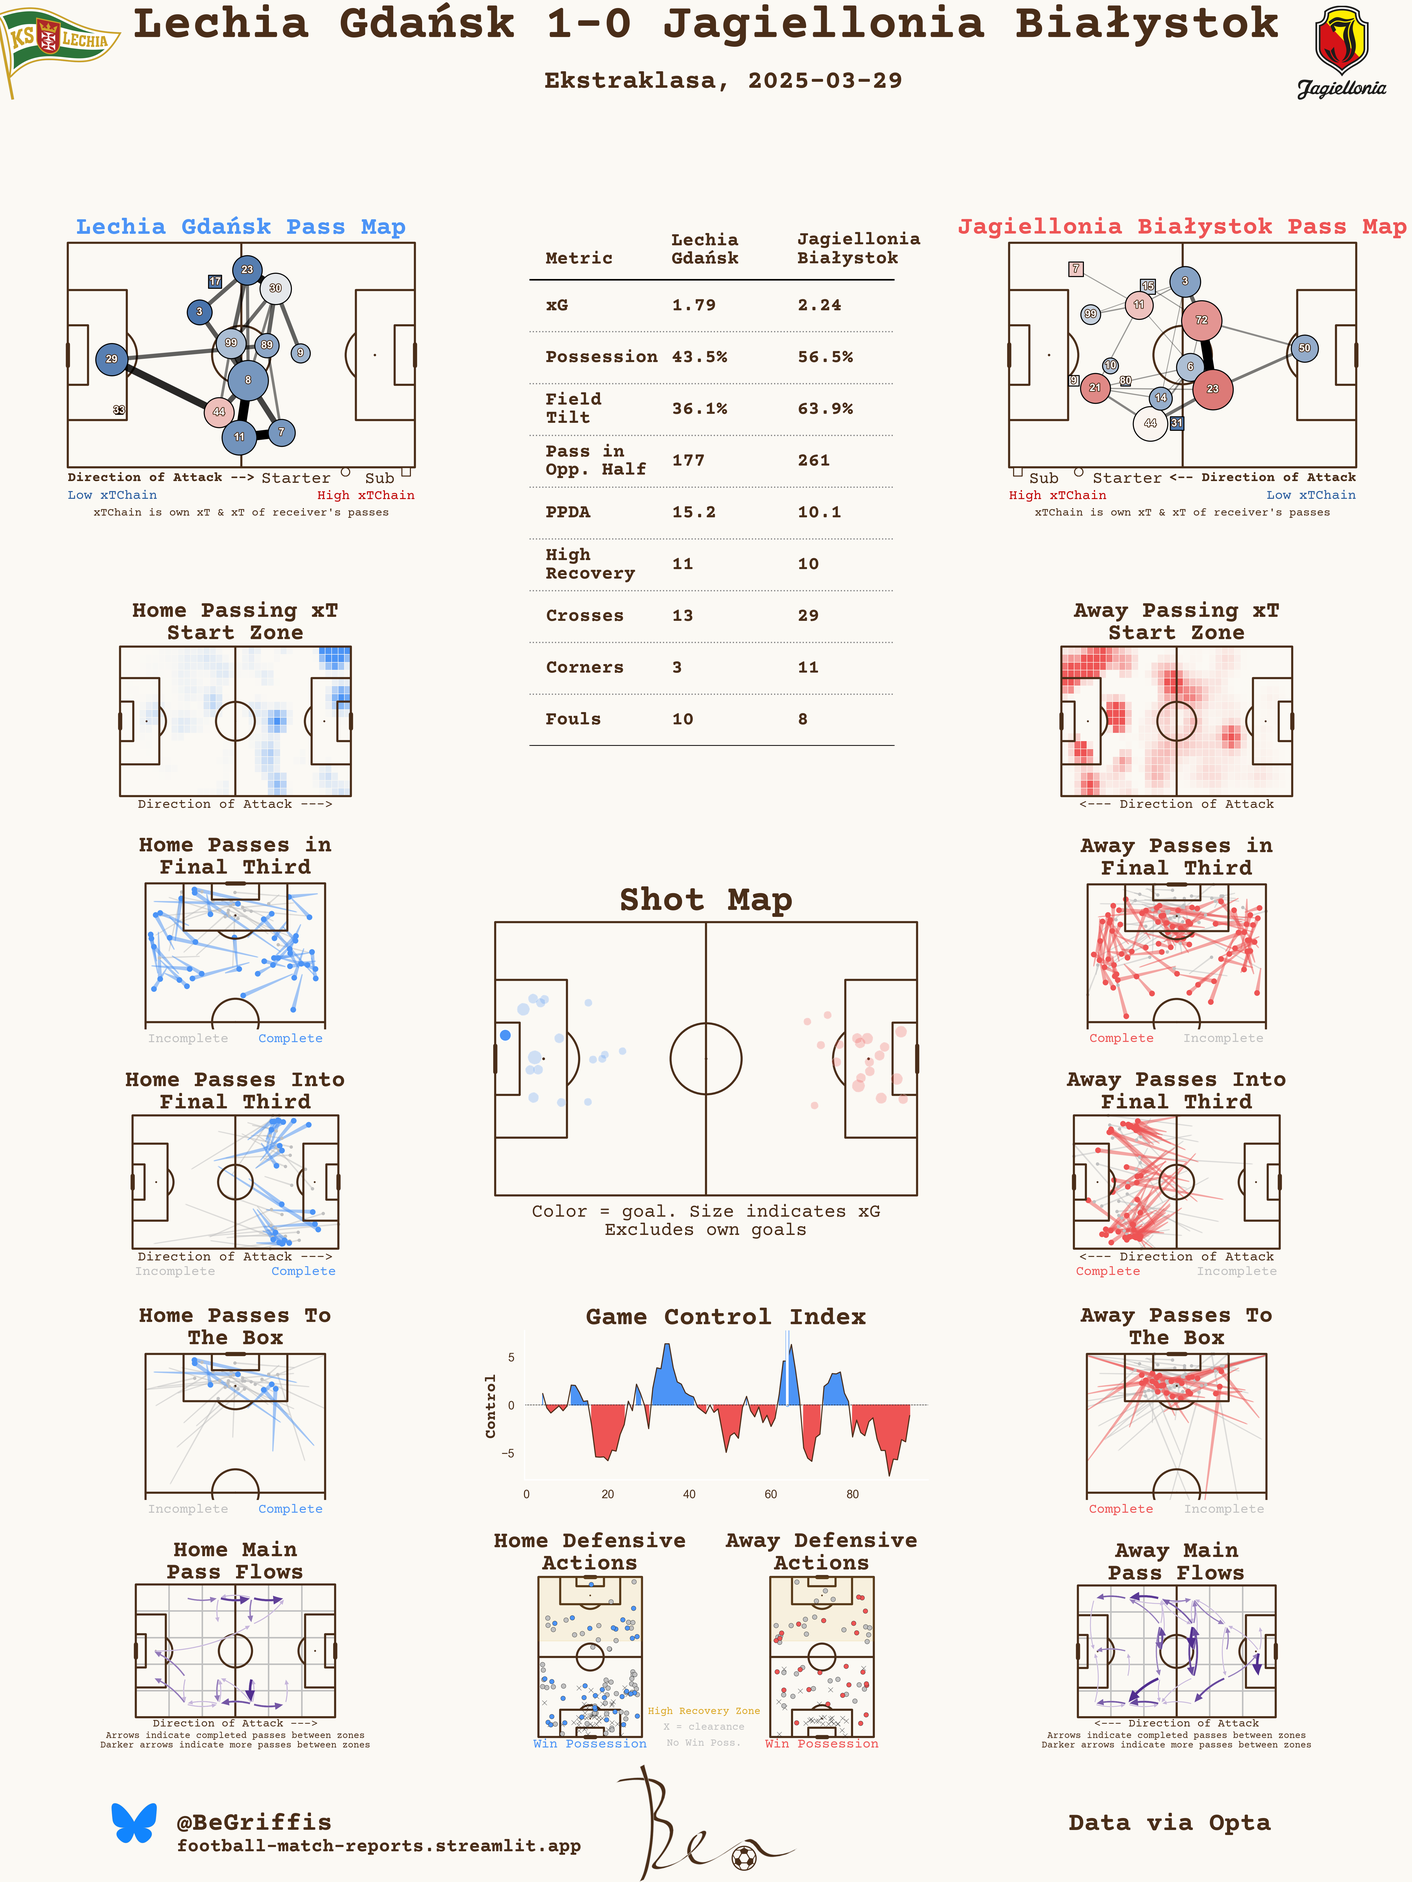 Lechia Gdańsk 1-0 Jagiellonia Białystok
Ekstraklasa, 2025-03-29
KS LECHIA
Jagiellonia
Lechia Gdańsk Pass Map
23
17
30
3
99
89
9
29
8
33
44
11
7
Direction of Attack --> Starter Sub
Low xTChain High xTChain
xTChain is own xT & xT of receiver's passes
Metric Lechia Gdańsk Jagiellonia Białystok
xG 1.79 2.24
Possession 43.5% 56.5%
Field Tilt 36.1% 63.9%
Pass in Opp. Half 177 261
PPDA 15.2 10.1
High Recovery 11 10
Crosses 13 29
Corners 3 11
Fouls 10 8
Jagiellonia Białystok Pass Map
7
3
15
11
99
72
50
10
6
9
80
21
23
14
44
31
Sub Starter <-- Direction of Attack
High xTChain Low xTChain
xTChain is own xT & xT of receiver's passes
Home Passing xT
Start Zone
Direction of Attack --->
Away Passing xT
Start Zone
<--- Direction of Attack
Home Passes in
Final Third
Incomplete Complete
Away Passes in
Final Third
Complete Incomplete
Shot Map
Color = goal. Size indicates xG
Excludes own goals
Home Passes Into
Final Third
Direction of Attack --->
Incomplete Complete
Away Passes Into
Final Third
<--- Direction of Attack
Complete Incomplete
Home Passes To
The Box
Incomplete Complete
Game Control Index
Control
5
0
−5
0 20 40 60 80
Away Passes To
The Box
Complete Incomplete
Home Main
Pass Flows
Direction of Attack --->
Arrows indicate completed passes between zones
Darker arrows indicate more passes between zones
Home Defensive
Actions
Win Possession
High Recovery Zone
X = clearance
No Win Poss.
Away Defensive
Actions
Win Possession
Away Main
Pass Flows
<--- Direction of Attack
Arrows indicate completed passes between zones
Darker arrows indicate more passes between zones
@BeGriffis
football-match-reports.streamlit.app
Ben
Data via Opta